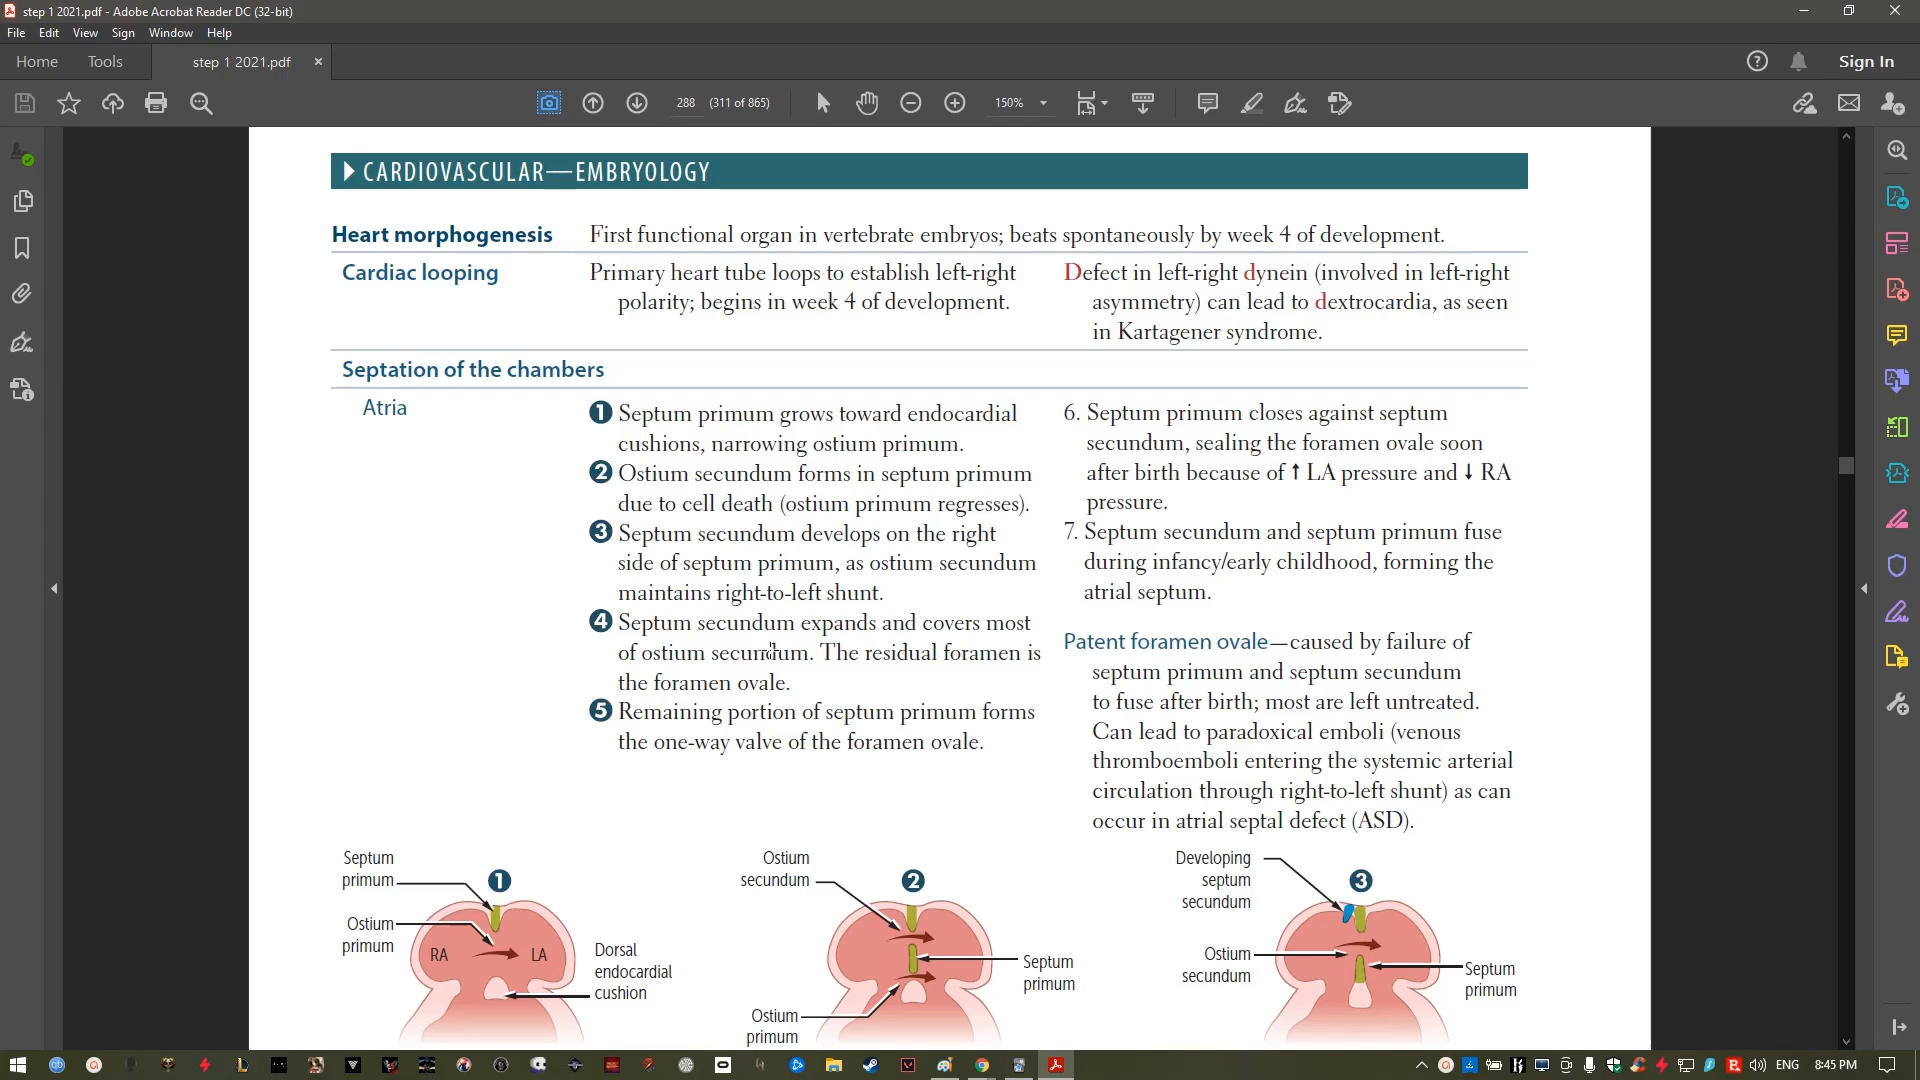 step 1 2021.pdf - Adobe Acrobat Reader DC (32-bit)
File Edit View Sign Window Help
Home Tools step 1 2021.pdf × Sign In
288 (311 of 865) 150%
CARDIOVASCULAR—EMBRYOLOGY
Heart morphogenesis First functional organ in vertebrate embryos; beats spontaneously by week 4 of development.
Cardiac looping
Primary heart tube loops to establish left-right
polarity; begins in week 4 of development.
Defect in left-right dynein (involved in left-right
asymmetry) can lead to dextrocardia, as seen
in Kartagener syndrome.
Septation of the chambers
Atria
1 Septum primum grows toward endocardial
cushions, narrowing ostium primum.
2 Ostium secundum forms in septum primum
due to cell death (ostium primum regresses).
3 Septum secundum develops on the right
side of septum primum, as ostium secundum
maintains right-to-left shunt.
4 Septum secundum expands and covers most
of ostium secundum. The residual foramen is
the foramen ovale.
5 Remaining portion of septum primum forms
the one-way valve of the foramen ovale.
6. Septum primum closes against septum
secundum, sealing the foramen ovale soon
after birth because of ↑ LA pressure and ↓ RA
pressure.
7. Septum secundum and septum primum fuse
during infancy/early childhood, forming the
atrial septum.
Patent foramen ovale—caused by failure of
septum primum and septum secundum
to fuse after birth; most are left untreated.
Can lead to paradoxical emboli (venous
thromboemboli entering the systemic arterial
circulation through right-to-left shunt) as can
occur in atrial septal defect (ASD).
Septum
primum
1
Ostium
primum
RA
LA
Dorsal
endocardial
cushion
Ostium
secundum
2
Septum
primum
Ostium
primum
Developing
septum
secundum
3
Ostium
secundum
Septum
primum
ENG 8:45 PM